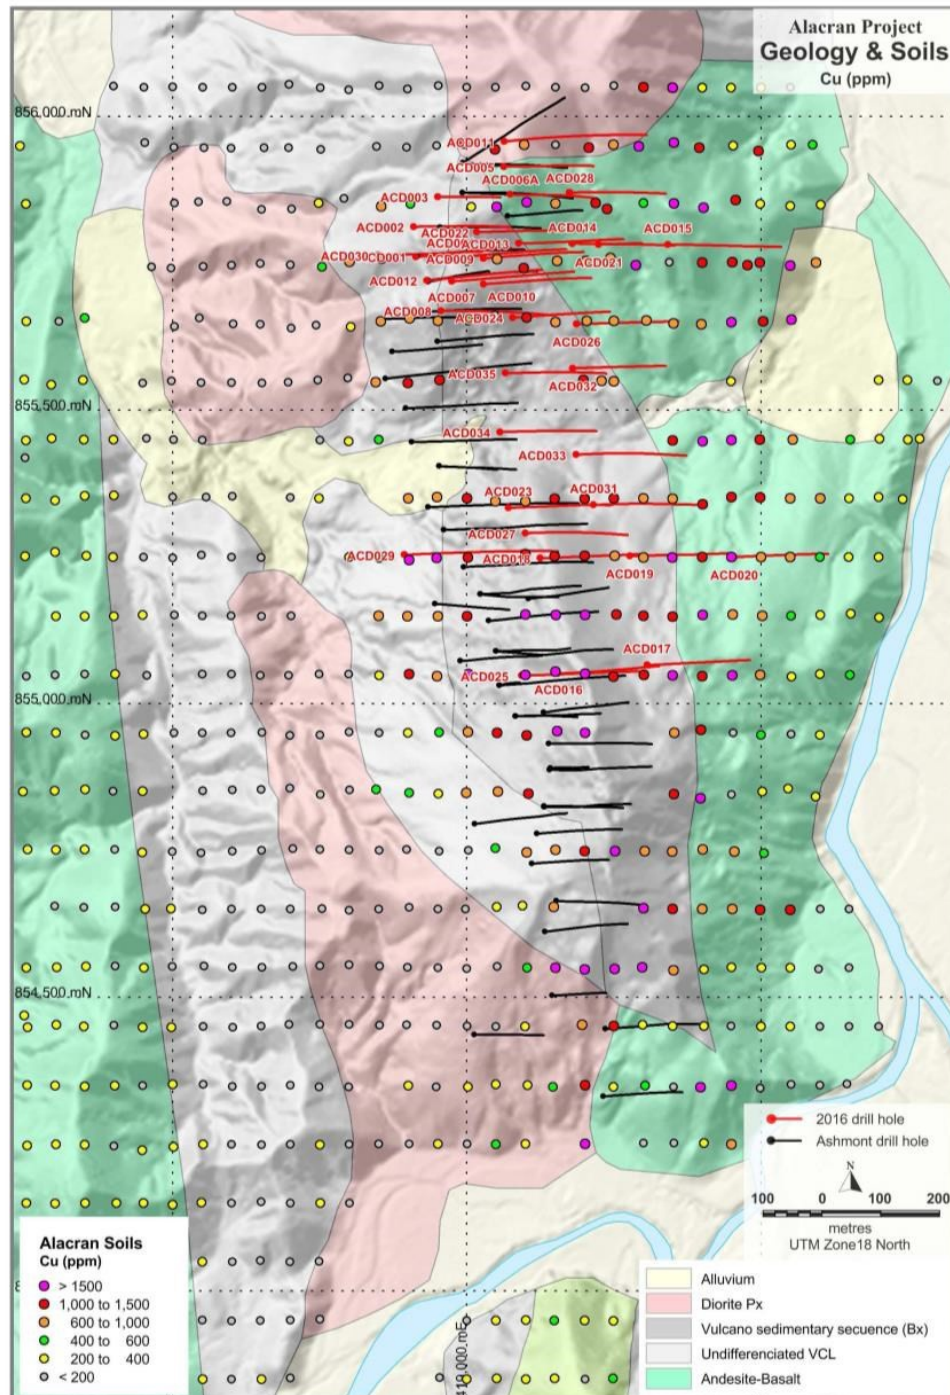 Alacran Project
Geology & Soils
Cu (ppm)
856,000.mN
ACD011
ACD005
ACD006A
ACD028
ACD003
ACD002
ACD022
ACD014
ACD015
ACD013
ACD030
CD001
ACD009
ACD021
ACD012
ACD007
ACD010
ACD008
ACD024
ACD026
ACD035
ACD032
855,500.mN
ACD034
ACD033
ACD023
ACD031
ACD027
ACD029
ACD018
ACD019
ACD020
ACD017
ACD025
ACD016
855,000.mN
854,500.mN
2016 drill hole
Ashmont drill hole
N
100 0 100 200
metres
UTM Zone18 North
Alacran Soils
Cu (ppm)
> 1500
1,000 to 1,500
600 to 1,000
400 to 600
200 to 400
< 200
Alluvium
Diorite Px
Vulcano sedimentary secuence (Bx)
Undifferenciated VCL
Andesite-Basalt